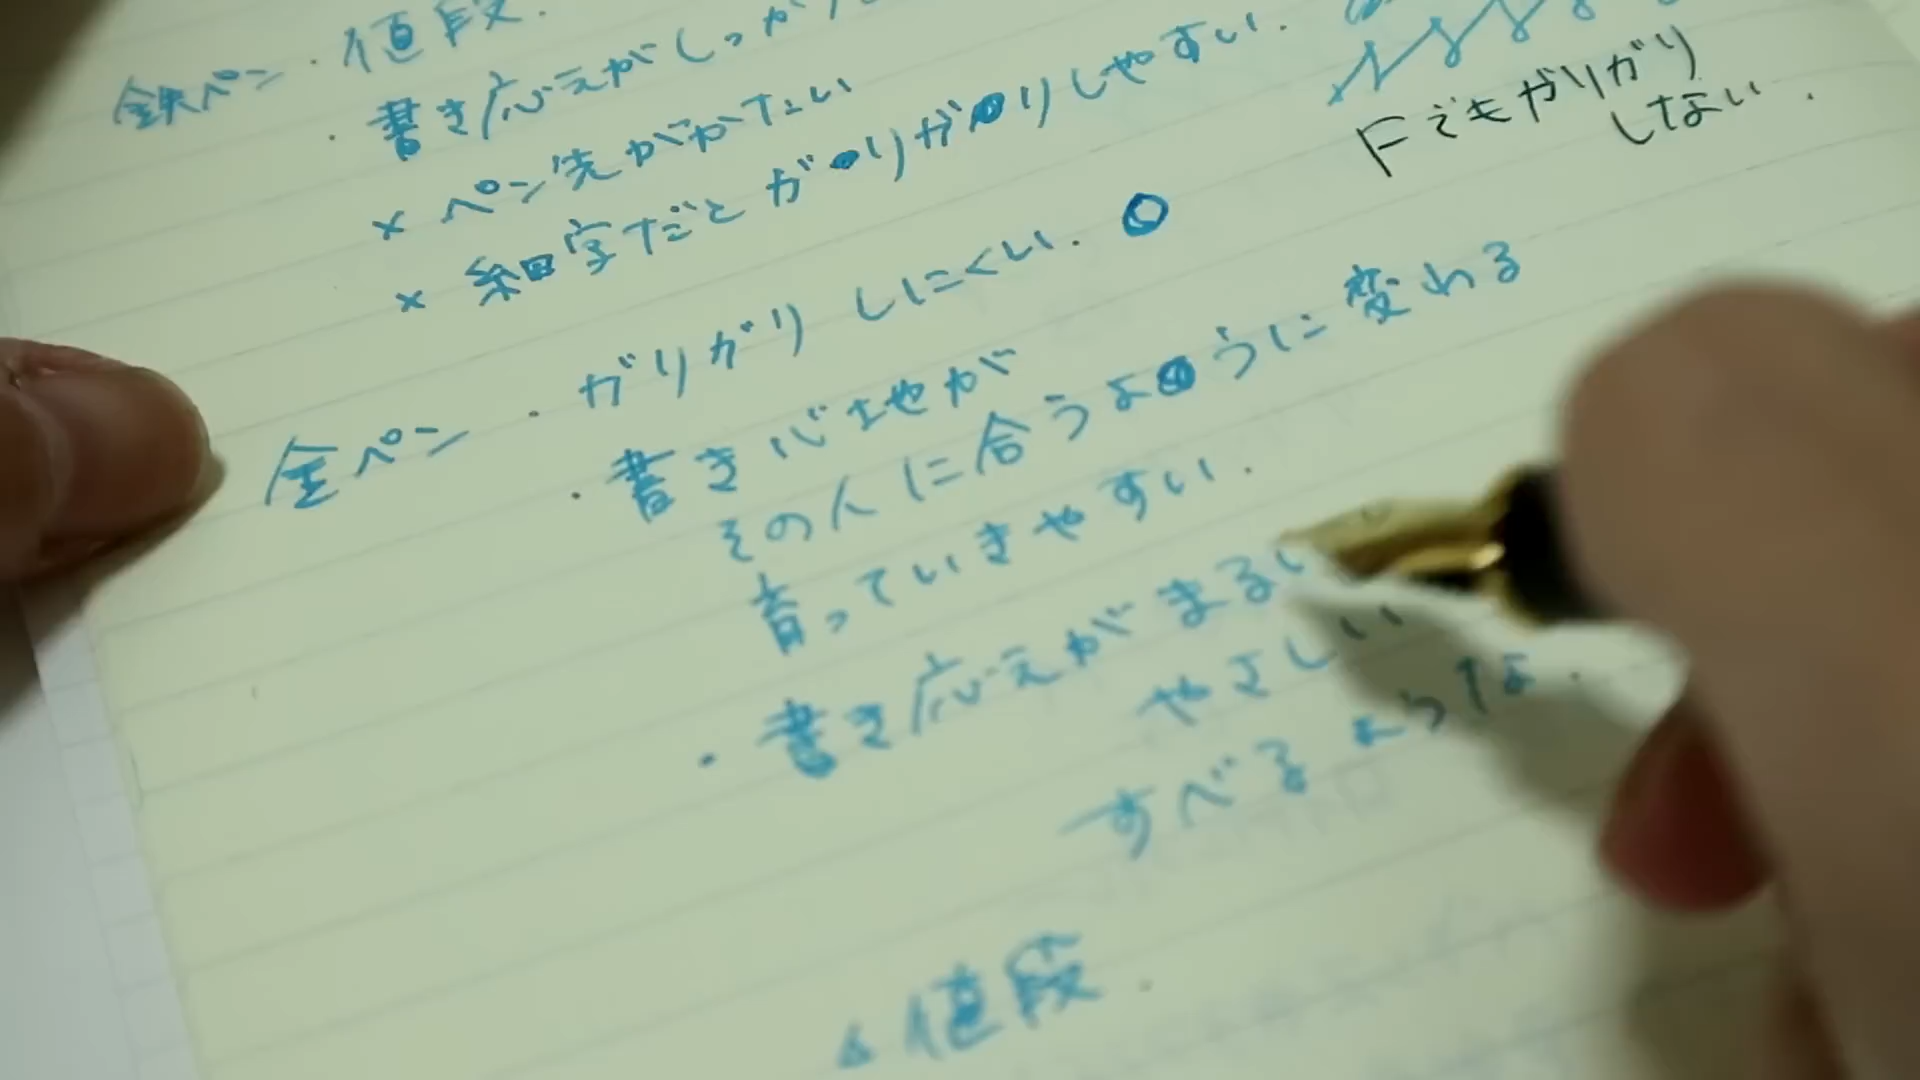 鉄ペン ・値段.
・書き応えがしっか
× ペン先がかたい
× 細字だとガリガリしやすい.
Fでもガリガリ
しない.
金ペン ・ガリガリしにくい.
・書き心地が
その人に合うように変わる
育っていきやすい.
・書き応えがまるい
やさしい
すべるような.
△値段.